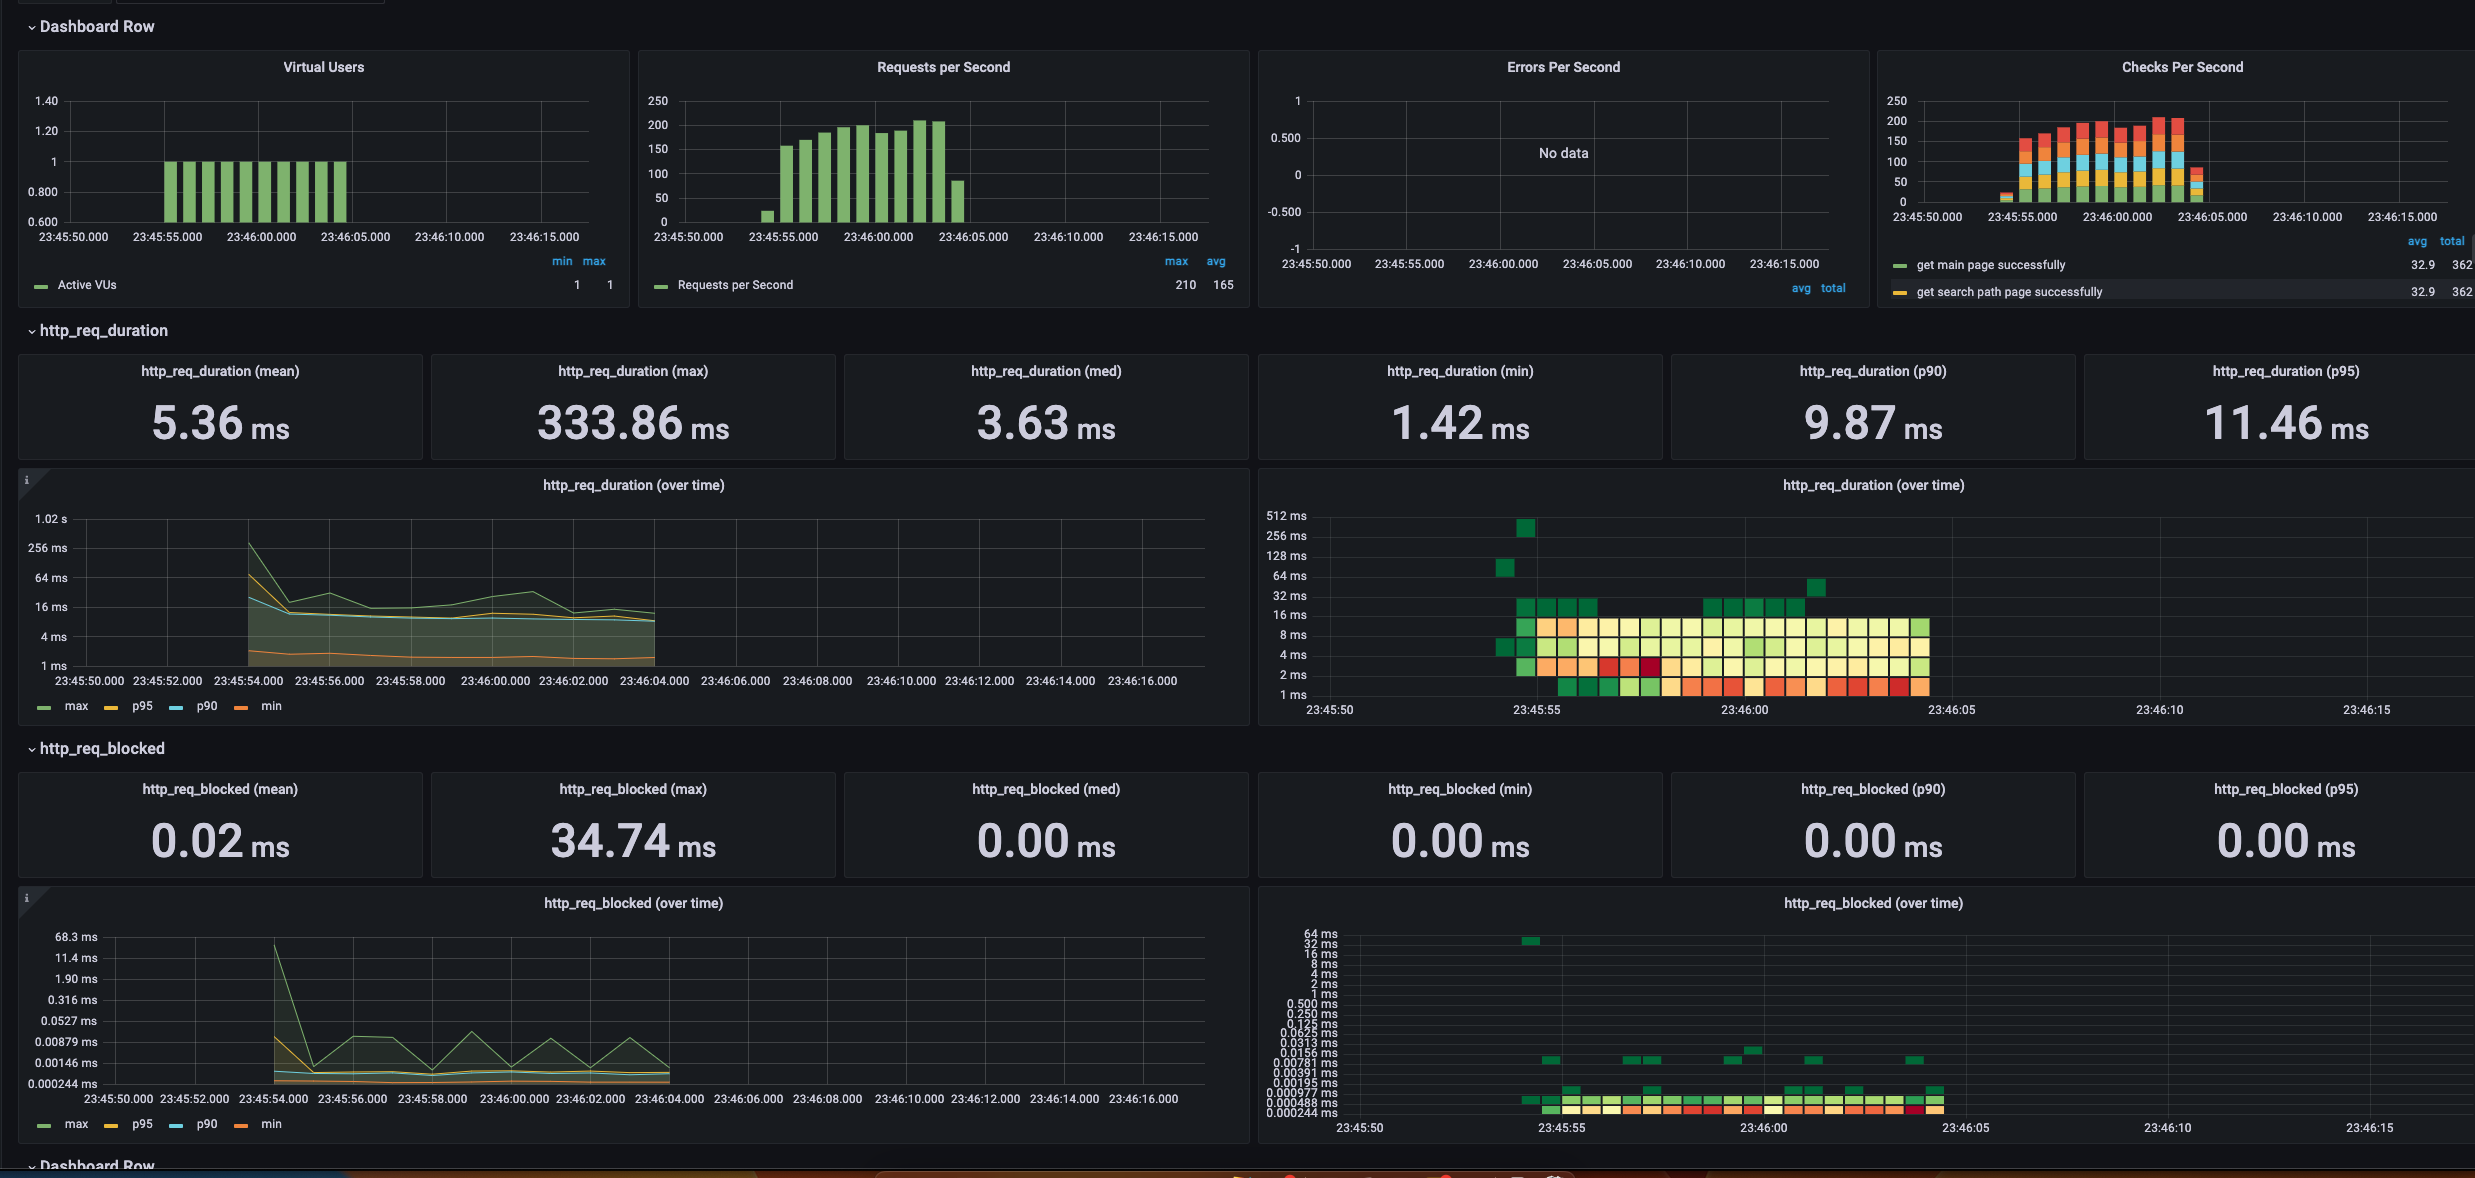 Dashboard Row
Virtual Users
1.40
1.20
1
0.800
0.600
23:45:50.000 23:45:55.000 23:46:00.000 23:46:05.000 23:46:10.000 23:46:15.000
min max
Active VUs 1 1
Requests per Second
250
200
150
100
50
0
23:45:50.000 23:45:55.000 23:46:00.000 23:46:05.000 23:46:10.000 23:46:15.000
max avg
Requests per Second 210 165
Errors Per Second
1
0.500
No data
0
-0.500
-1
23:45:50.000 23:45:55.000 23:46:00.000 23:46:05.000 23:46:10.000 23:46:15.000
avg total
Checks Per Second
250
200
150
100
50
0
23:45:50.000 23:45:55.000 23:46:00.000 23:46:05.000 23:46:10.000 23:46:15.000
avg total
get main page successfully 32.9 362
get search path page successfully 32.9 362
http_req_duration
http_req_duration (mean)
5.36 ms
http_req_duration (max)
333.86 ms
http_req_duration (med)
3.63 ms
http_req_duration (min)
1.42 ms
http_req_duration (p90)
9.87 ms
http_req_duration (p95)
11.46 ms
i
http_req_duration (over time)
1.02 s
256 ms
64 ms
16 ms
4 ms
1 ms
23:45:50.000 23:45:52.000 23:45:54.000 23:45:56.000 23:45:58.000 23:46:00.000 23:46:02.000 23:46:04.000 23:46:06.000 23:46:08.000 23:46:10.000 23:46:12.000 23:46:14.000 23:46:16.000
max p95 p90 min
http_req_duration (over time)
512 ms
256 ms
128 ms
64 ms
32 ms
16 ms
8 ms
4 ms
2 ms
1 ms
23:45:50 23:45:55 23:46:00 23:46:05 23:46:10 23:46:15
http_req_blocked
http_req_blocked (mean)
0.02 ms
http_req_blocked (max)
34.74 ms
http_req_blocked (med)
0.00 ms
http_req_blocked (min)
0.00 ms
http_req_blocked (p90)
0.00 ms
http_req_blocked (p95)
0.00 ms
i
http_req_blocked (over time)
68.3 ms
11.4 ms
1.90 ms
0.316 ms
0.0527 ms
0.00879 ms
0.00146 ms
0.000244 ms
23:45:50.000 23:45:52.000 23:45:54.000 23:45:56.000 23:45:58.000 23:46:00.000 23:46:02.000 23:46:04.000 23:46:06.000 23:46:08.000 23:46:10.000 23:46:12.000 23:46:14.000 23:46:16.000
max p95 p90 min
http_req_blocked (over time)
64 ms
32 ms
16 ms
8 ms
4 ms
2 ms
1 ms
0.500 ms
0.250 ms
0.125 ms
0.0625 ms
0.0313 ms
0.0156 ms
0.00781 ms
0.00391 ms
0.00195 ms
0.000977 ms
0.000488 ms
0.000244 ms
23:45:50 23:45:55 23:46:00 23:46:05 23:46:10 23:46:15
Dashboard Row